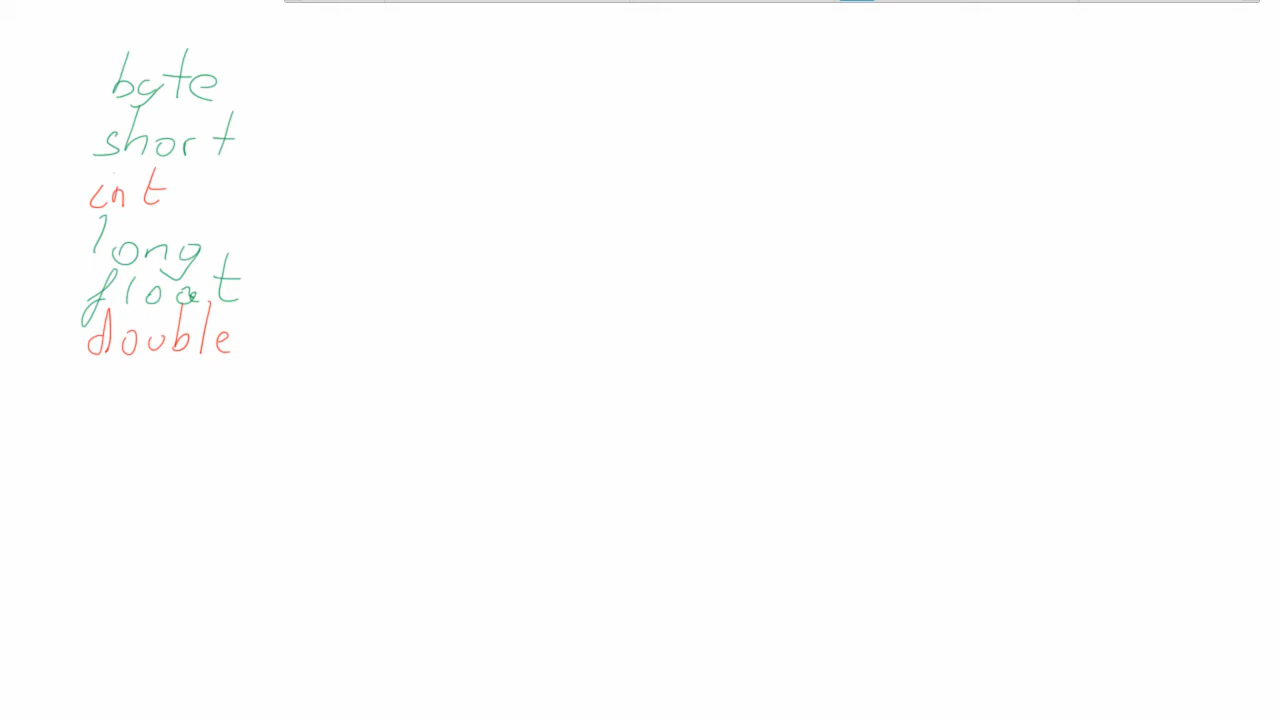 byte
short
int
long
float
double